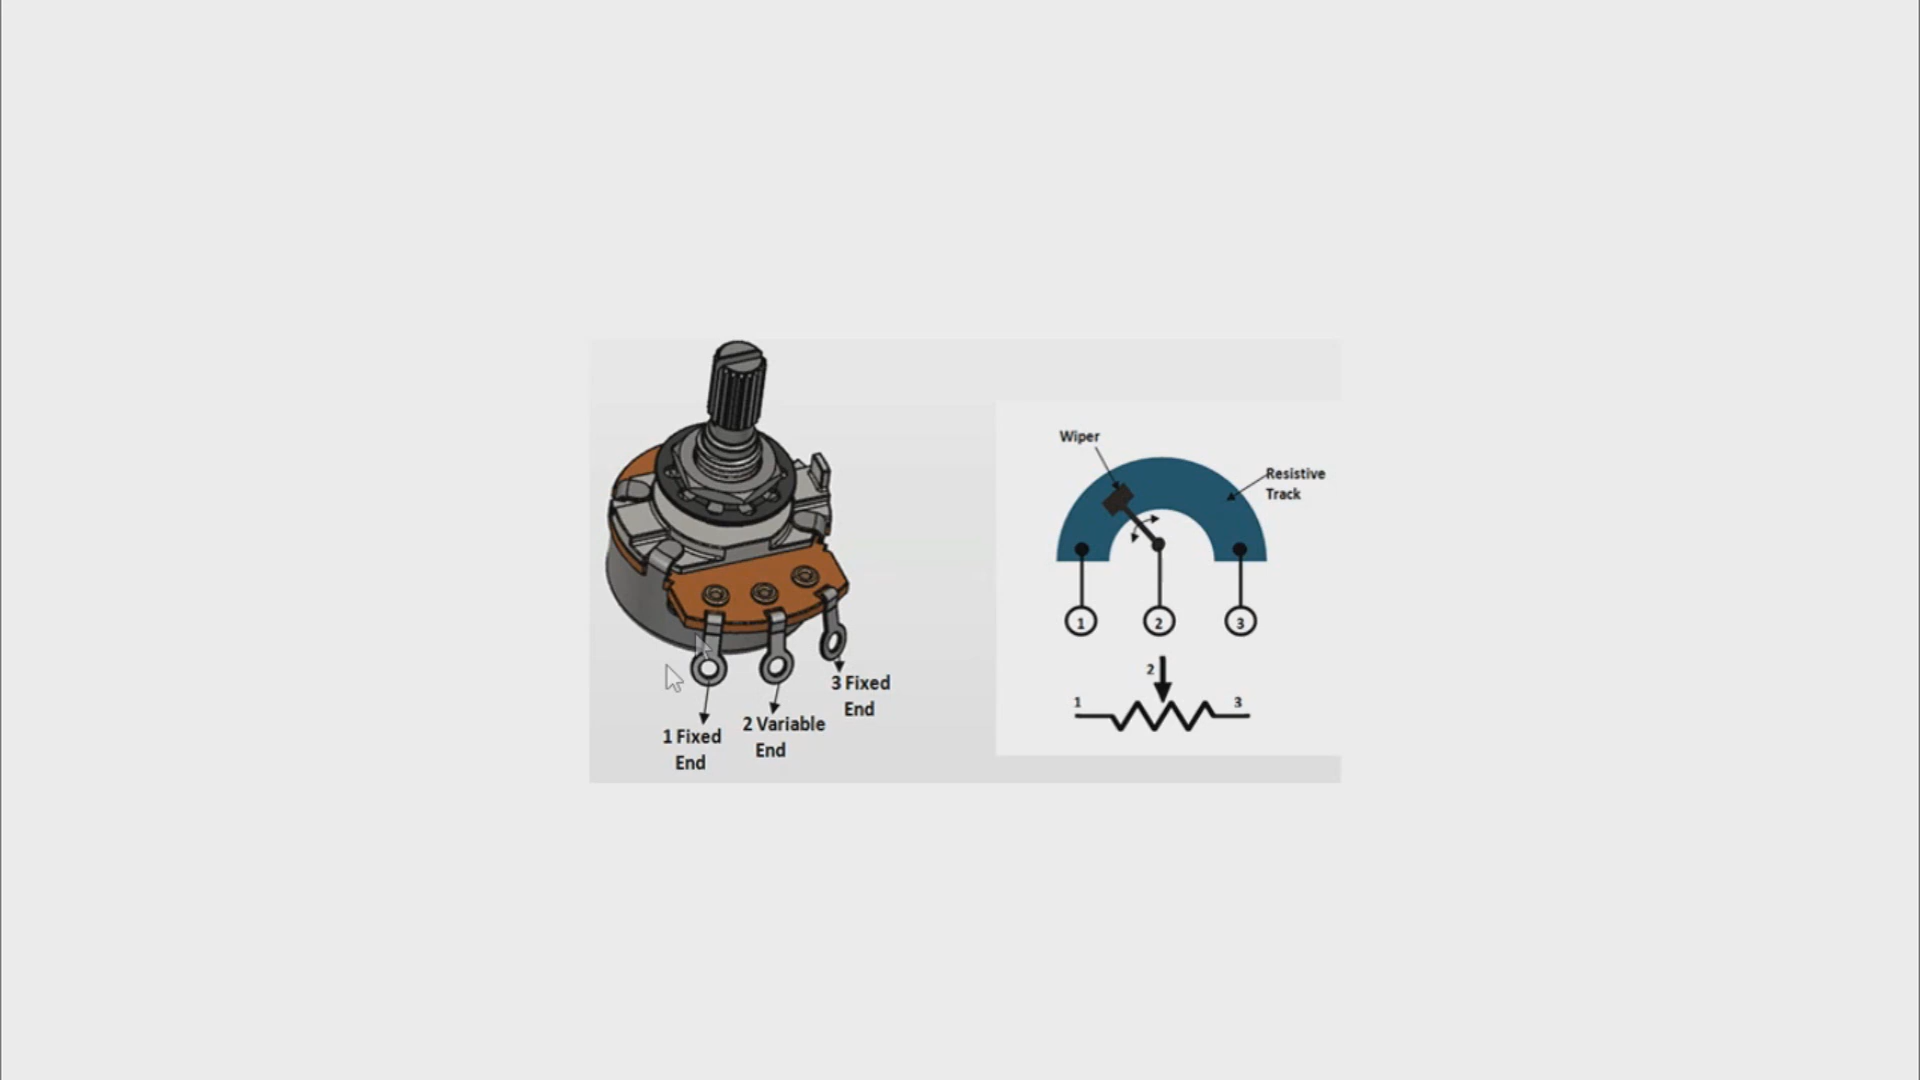 3 Fixed
End
2 Variable
End
1 Fixed
End
Wiper
Resistive
Track
1
2
3
2
1
3